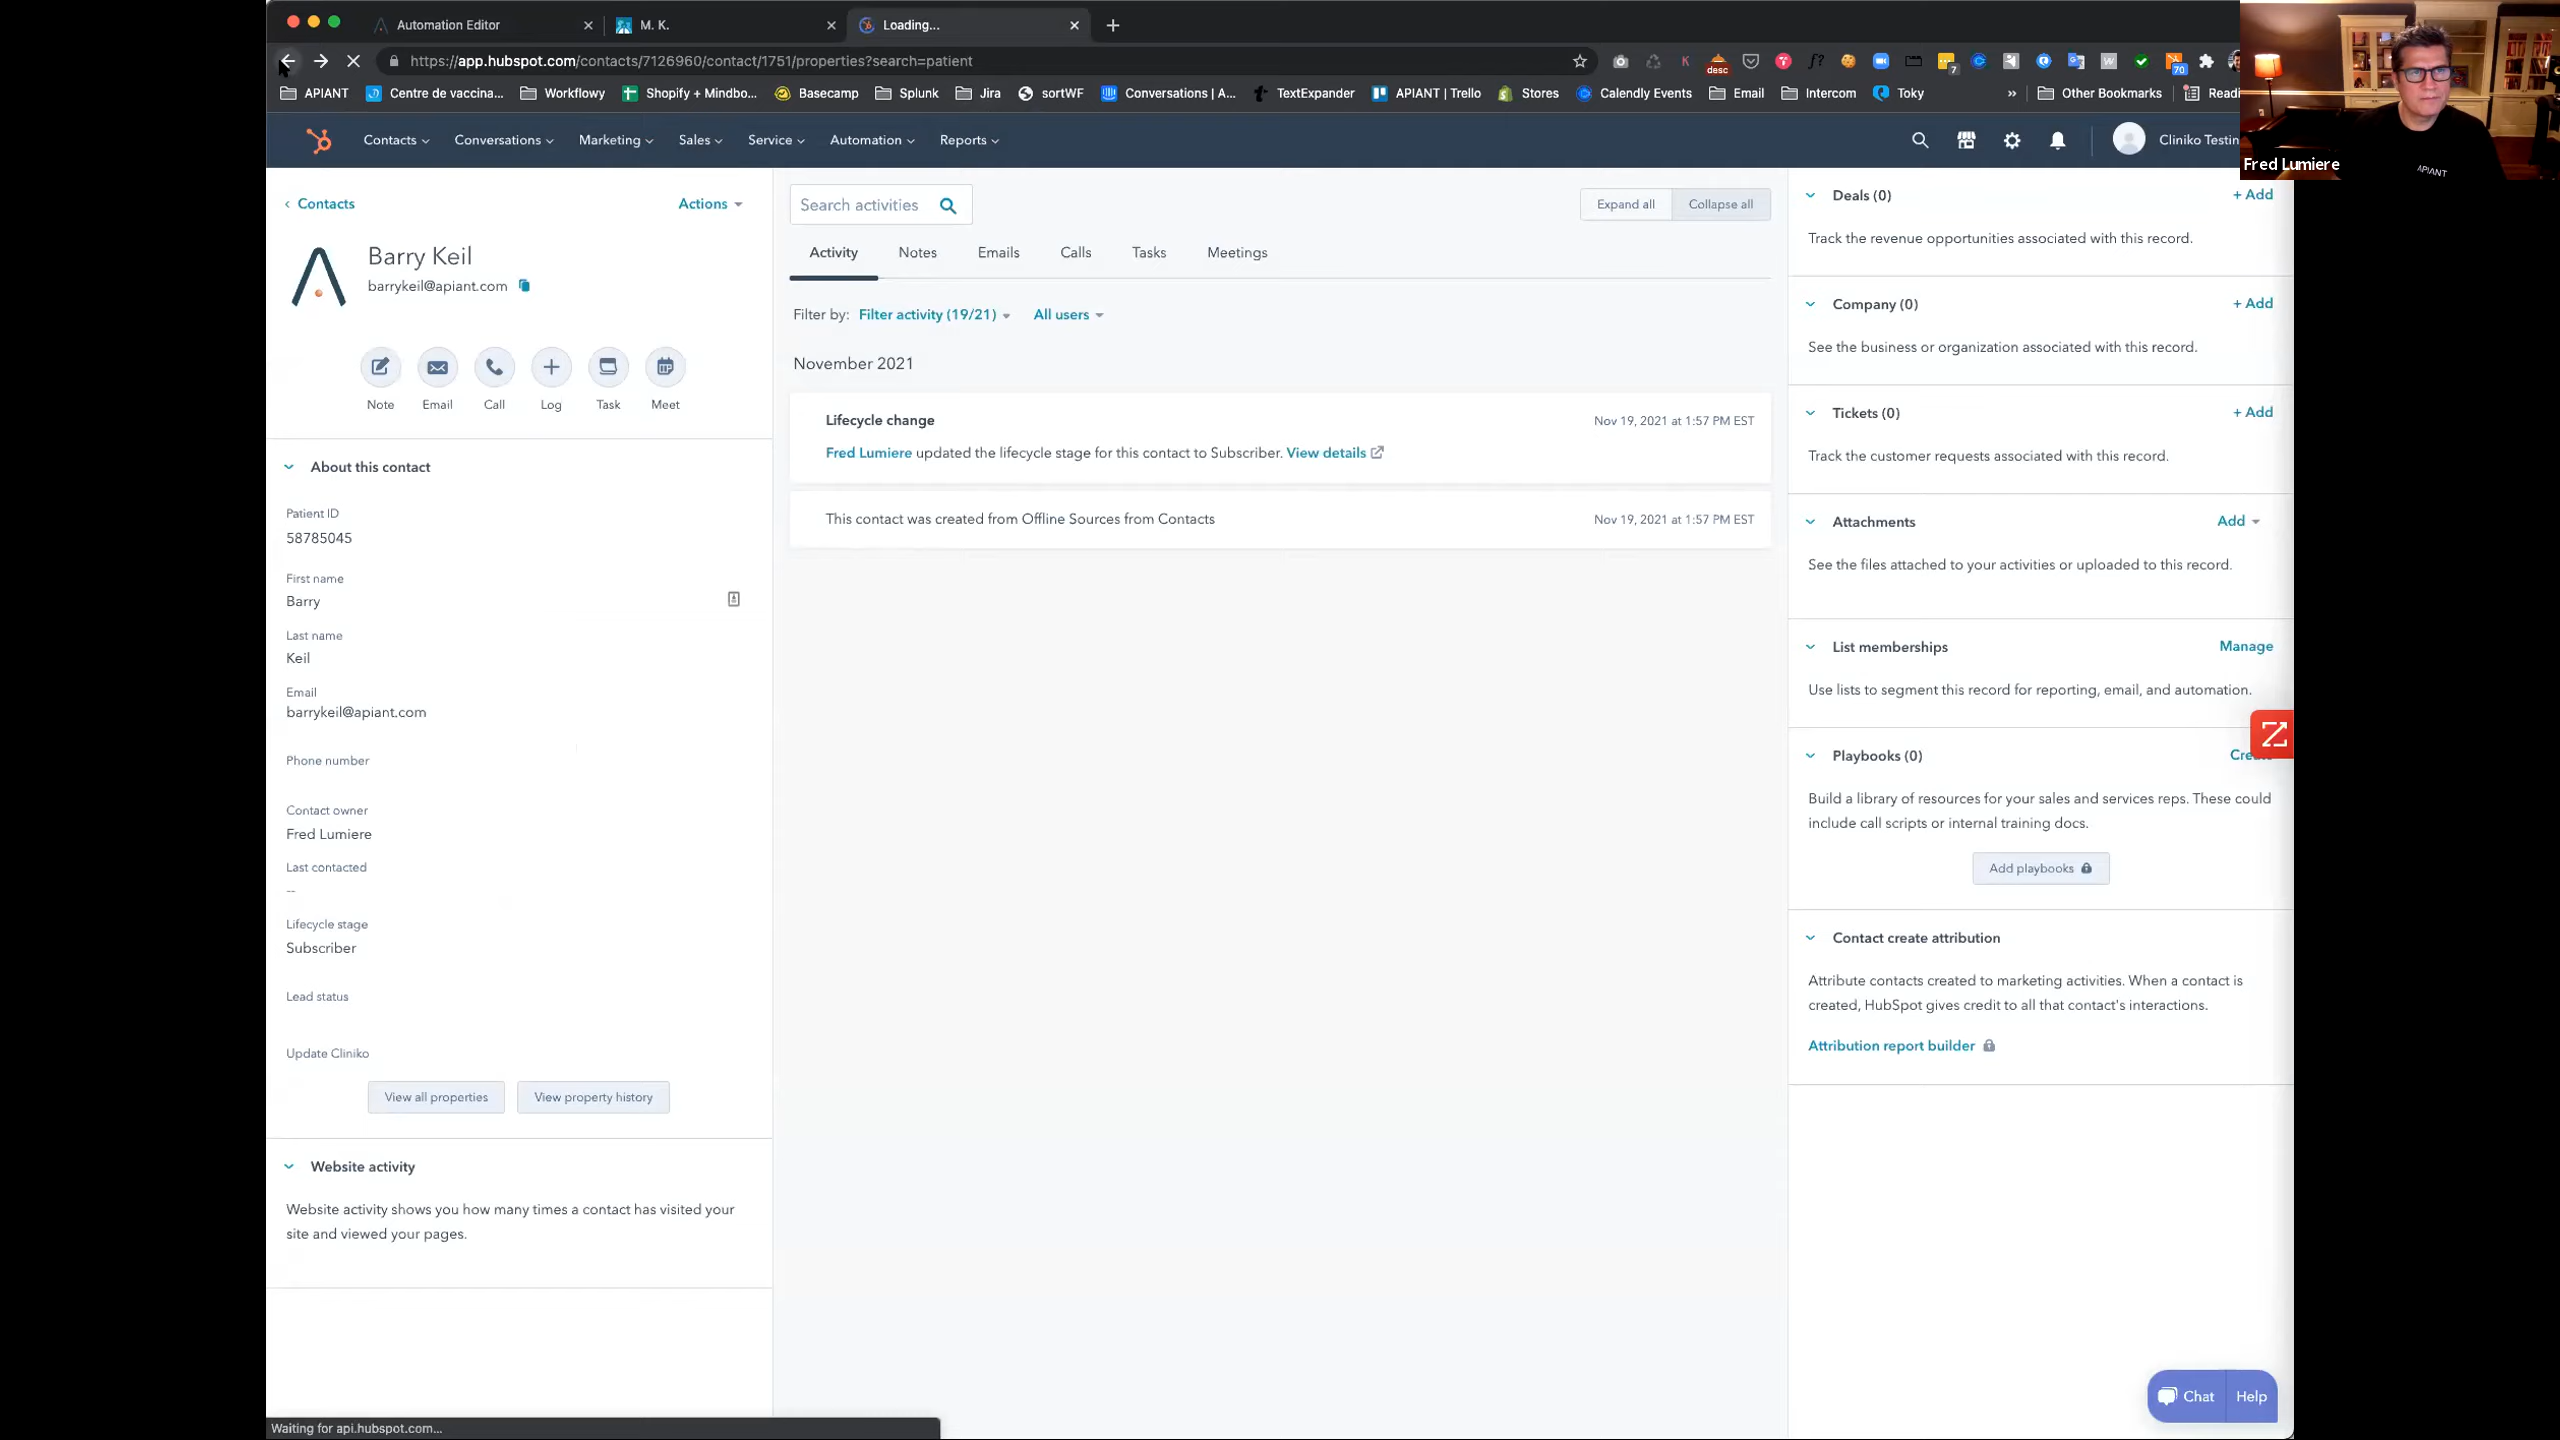 Automation Editor
M. K.
Loading...
https://app.hubspot.com/contacts/7126960/contact/1751/properties?search=patient
desc
7
70
APIANT
Centre de vaccina...
Workflowy
Shopify + Mindbo...
Basecamp
Splunk
Jira
sortWF
Conversations | A...
TextExpander
APIANT | Trello
Stores
Calendly Events
Email
Intercom
Toky
»
Other Bookmarks
Readi
Contacts
Conversations
Marketing
Sales
Service
Automation
Reports
Cliniko Testin
Fred Lumiere
APIANT
Contacts
Actions
Barry Keil
barrykeil@apiant.com
Note
Email
Call
Log
Task
Meet
About this contact
Patient ID
58785045
First name
Barry
Last name
Keil
Email
barrykeil@apiant.com
Phone number
Contact owner
Fred Lumiere
Last contacted
--
Lifecycle stage
Subscriber
Lead status
Update Cliniko
View all properties
View property history
Website activity
Website activity shows you how many times a contact has visited your
site and viewed your pages.
Waiting for api.hubspot.com...
Search activities
Expand all
Collapse all
Activity
Notes
Emails
Calls
Tasks
Meetings
Filter by: Filter activity (19/21) All users
November 2021
Lifecycle change
Nov 19, 2021 at 1:57 PM EST
Fred Lumiere updated the lifecycle stage for this contact to Subscriber. View details
This contact was created from Offline Sources from Contacts
Nov 19, 2021 at 1:57 PM EST
Deals (0)
+ Add
Track the revenue opportunities associated with this record.
Company (0)
+ Add
See the business or organization associated with this record.
Tickets (0)
+ Add
Track the customer requests associated with this record.
Attachments
Add
See the files attached to your activities or uploaded to this record.
List memberships
Manage
Use lists to segment this record for reporting, email, and automation.
Playbooks (0)
Create
Build a library of resources for your sales and services reps. These could
include call scripts or internal training docs.
Add playbooks
Contact create attribution
Attribute contacts created to marketing activities. When a contact is
created, HubSpot gives credit to all that contact's interactions.
Attribution report builder
Chat
Help